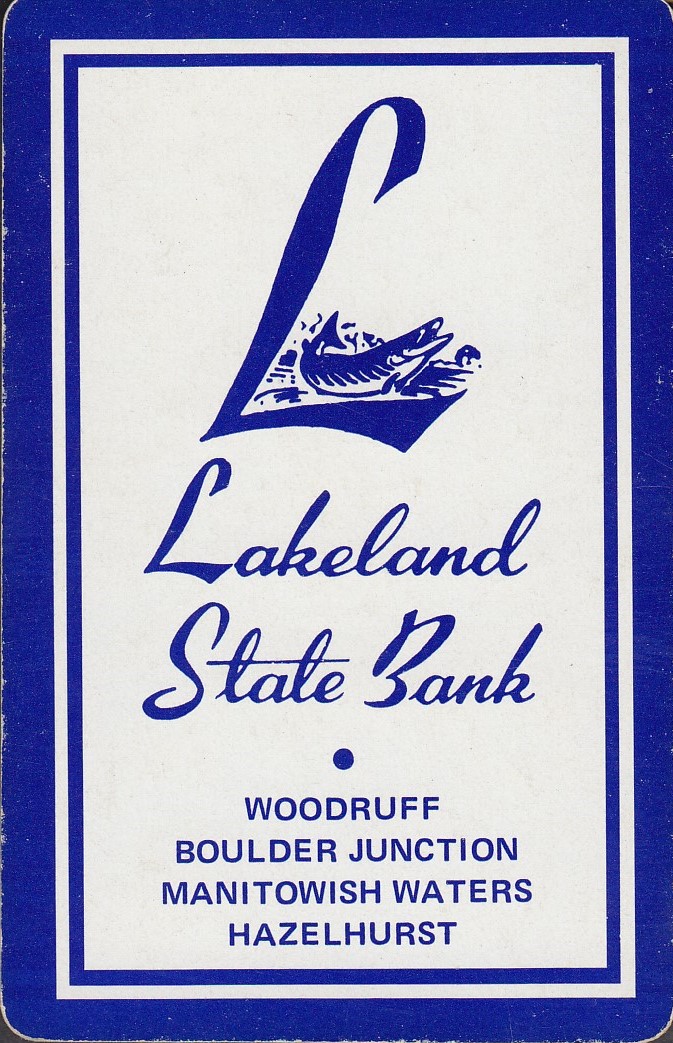 L
Lakeland
State Bank
WOODRUFF
BOULDER JUNCTION
MANITOWISH WATERS
HAZELHURST